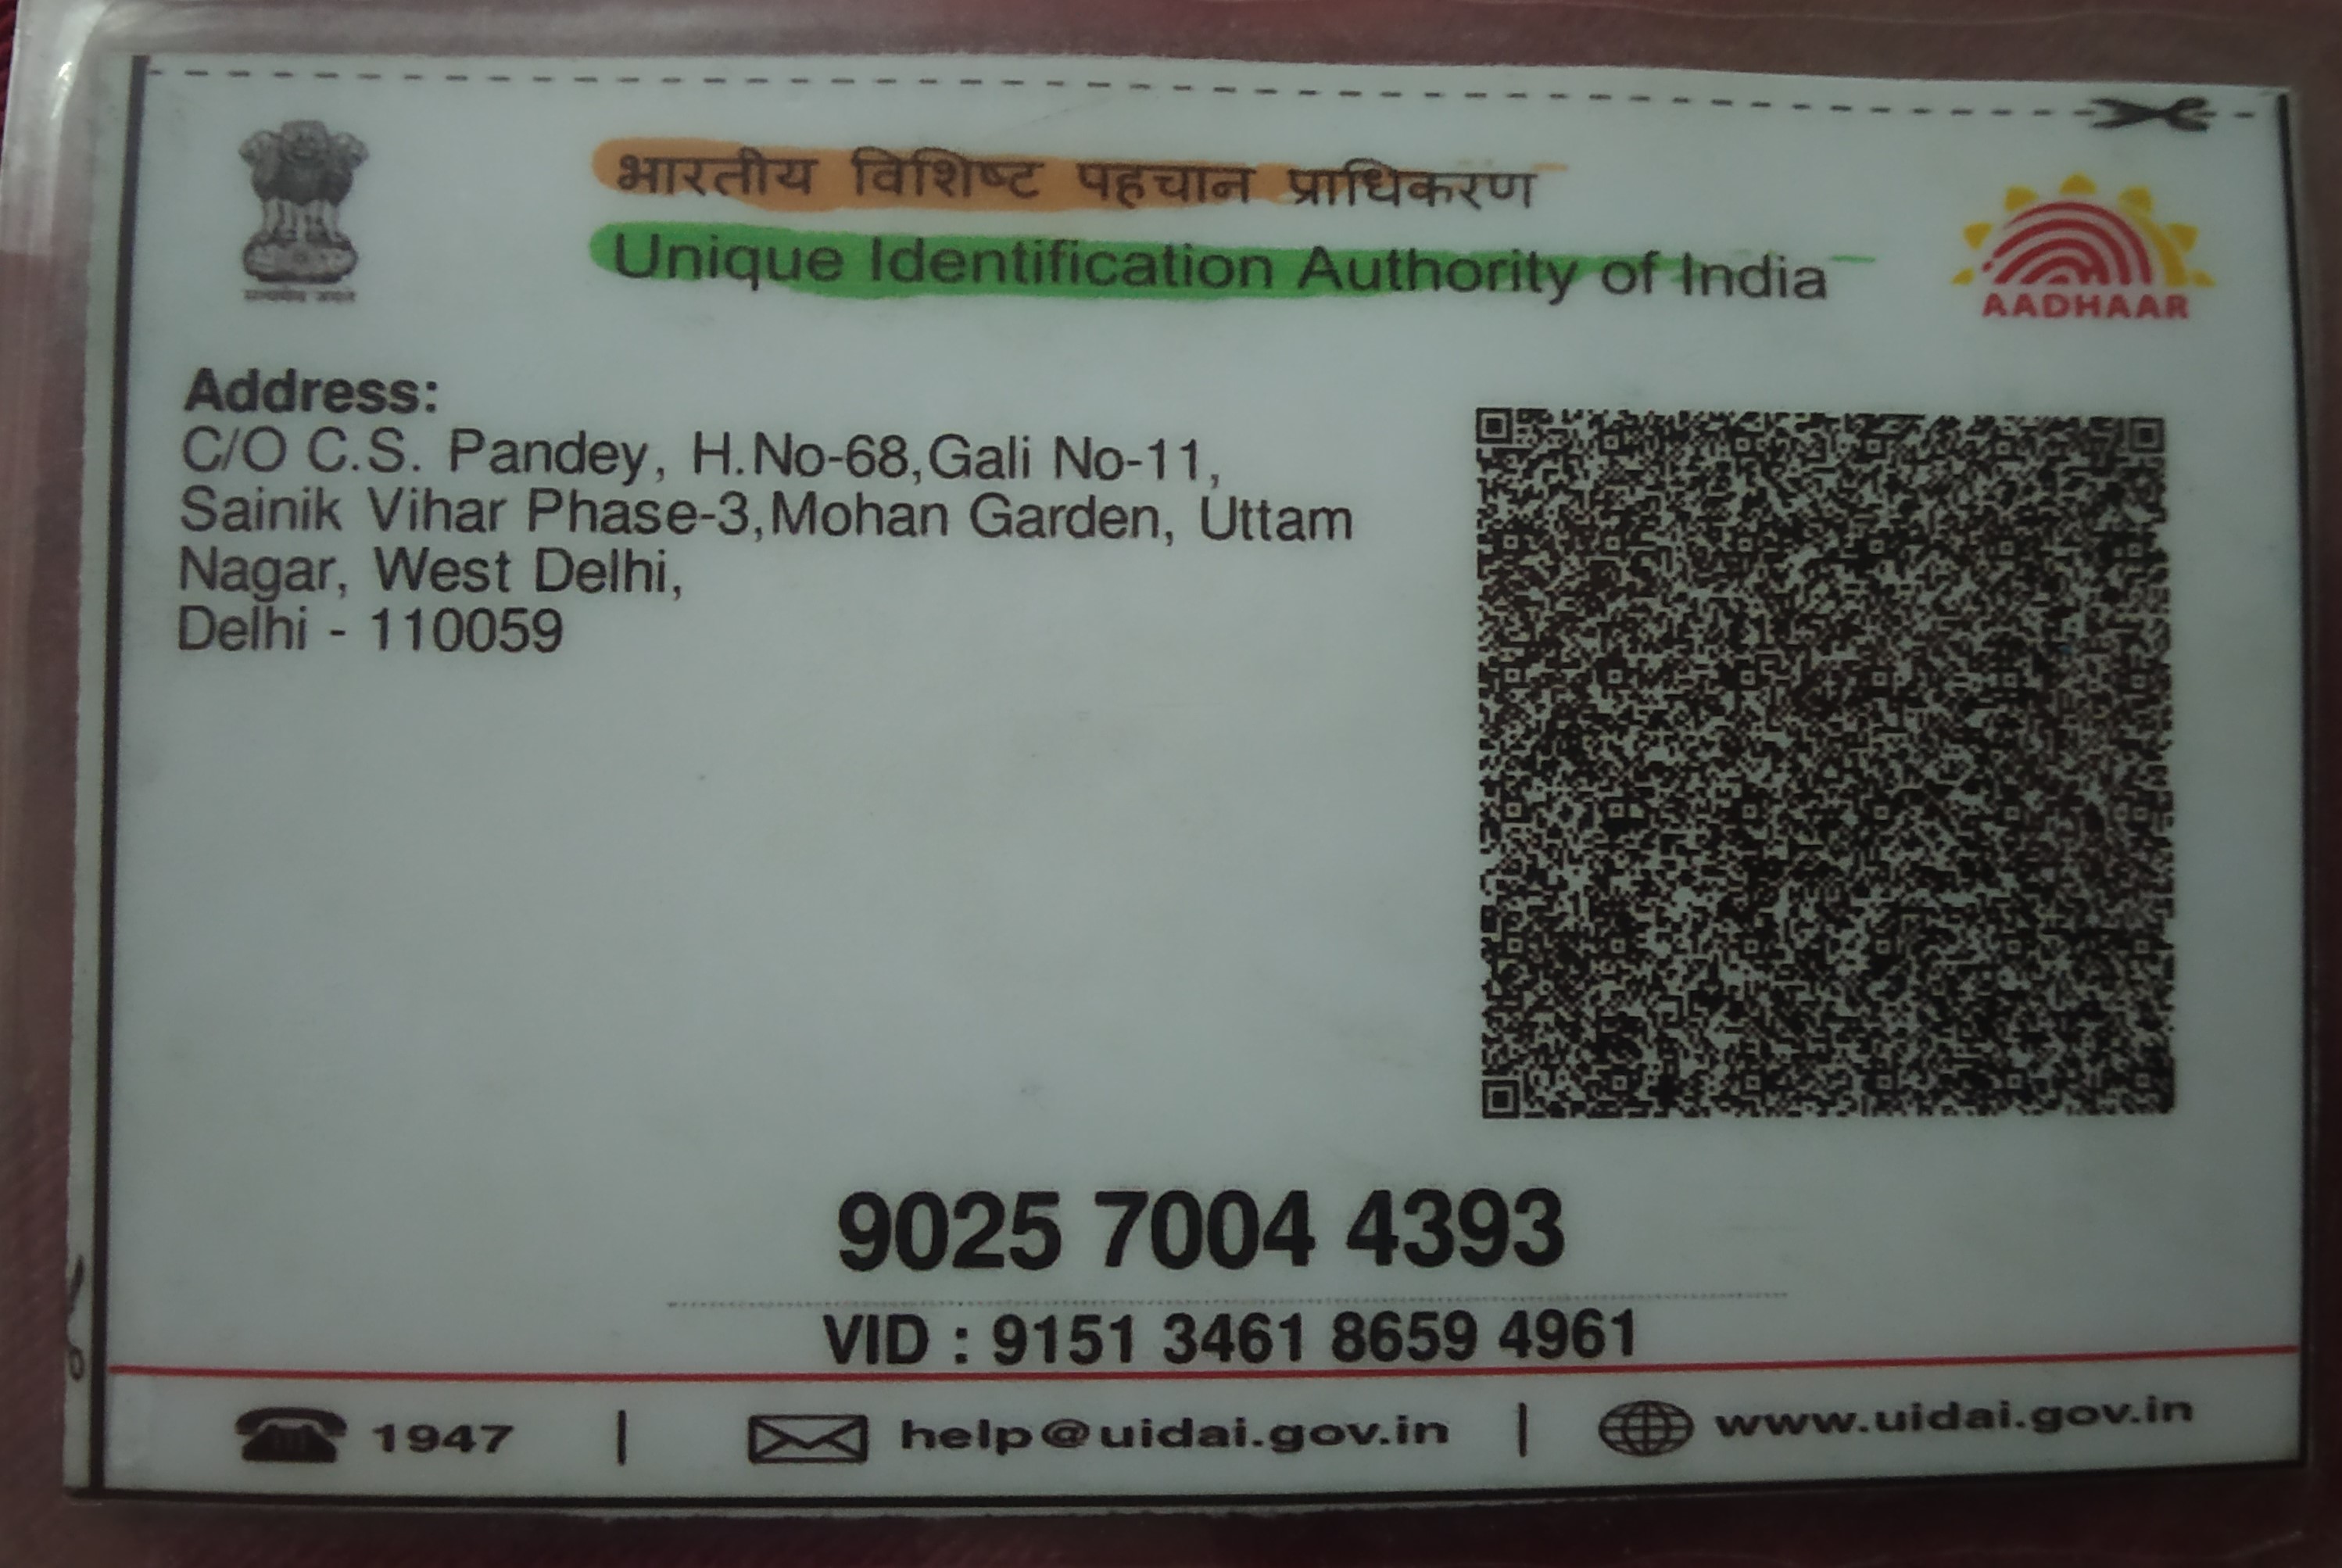 भारतीय विशिष्ट पहचान प्राधिकरण
Unique Identification Authority of India
सत्यमेव जयते
AADHAAR
Address:
C/O C.S. Pandey, H.No-68,Gali No-11,
Sainik Vihar Phase-3,Mohan Garden, Uttam
Nagar, West Delhi,
Delhi - 110059
9025 7004 4393
VID : 9151 3461 8659 4961
1947 | help@uidai.gov.in | www.uidai.gov.in